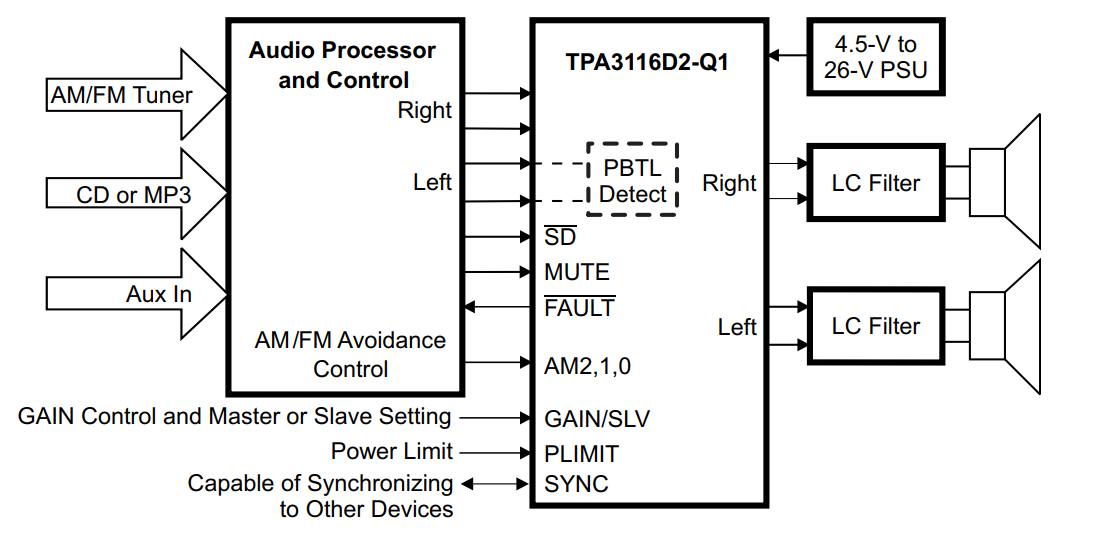 Audio Processor
and Control
AM/FM Tuner
CD or MP3
Aux In
Right
Left
AM/FM Avoidance
Control
TPA3116D2-Q1
PBTL
Detect
SD
MUTE
FAULT
AM2,1,0
GAIN/SLV
PLIMIT
SYNC
GAIN Control and Master or Slave Setting
Power Limit
Capable of Synchronizing
to Other Devices
Right
Left
4.5-V to
26-V PSU
LC Filter
LC Filter